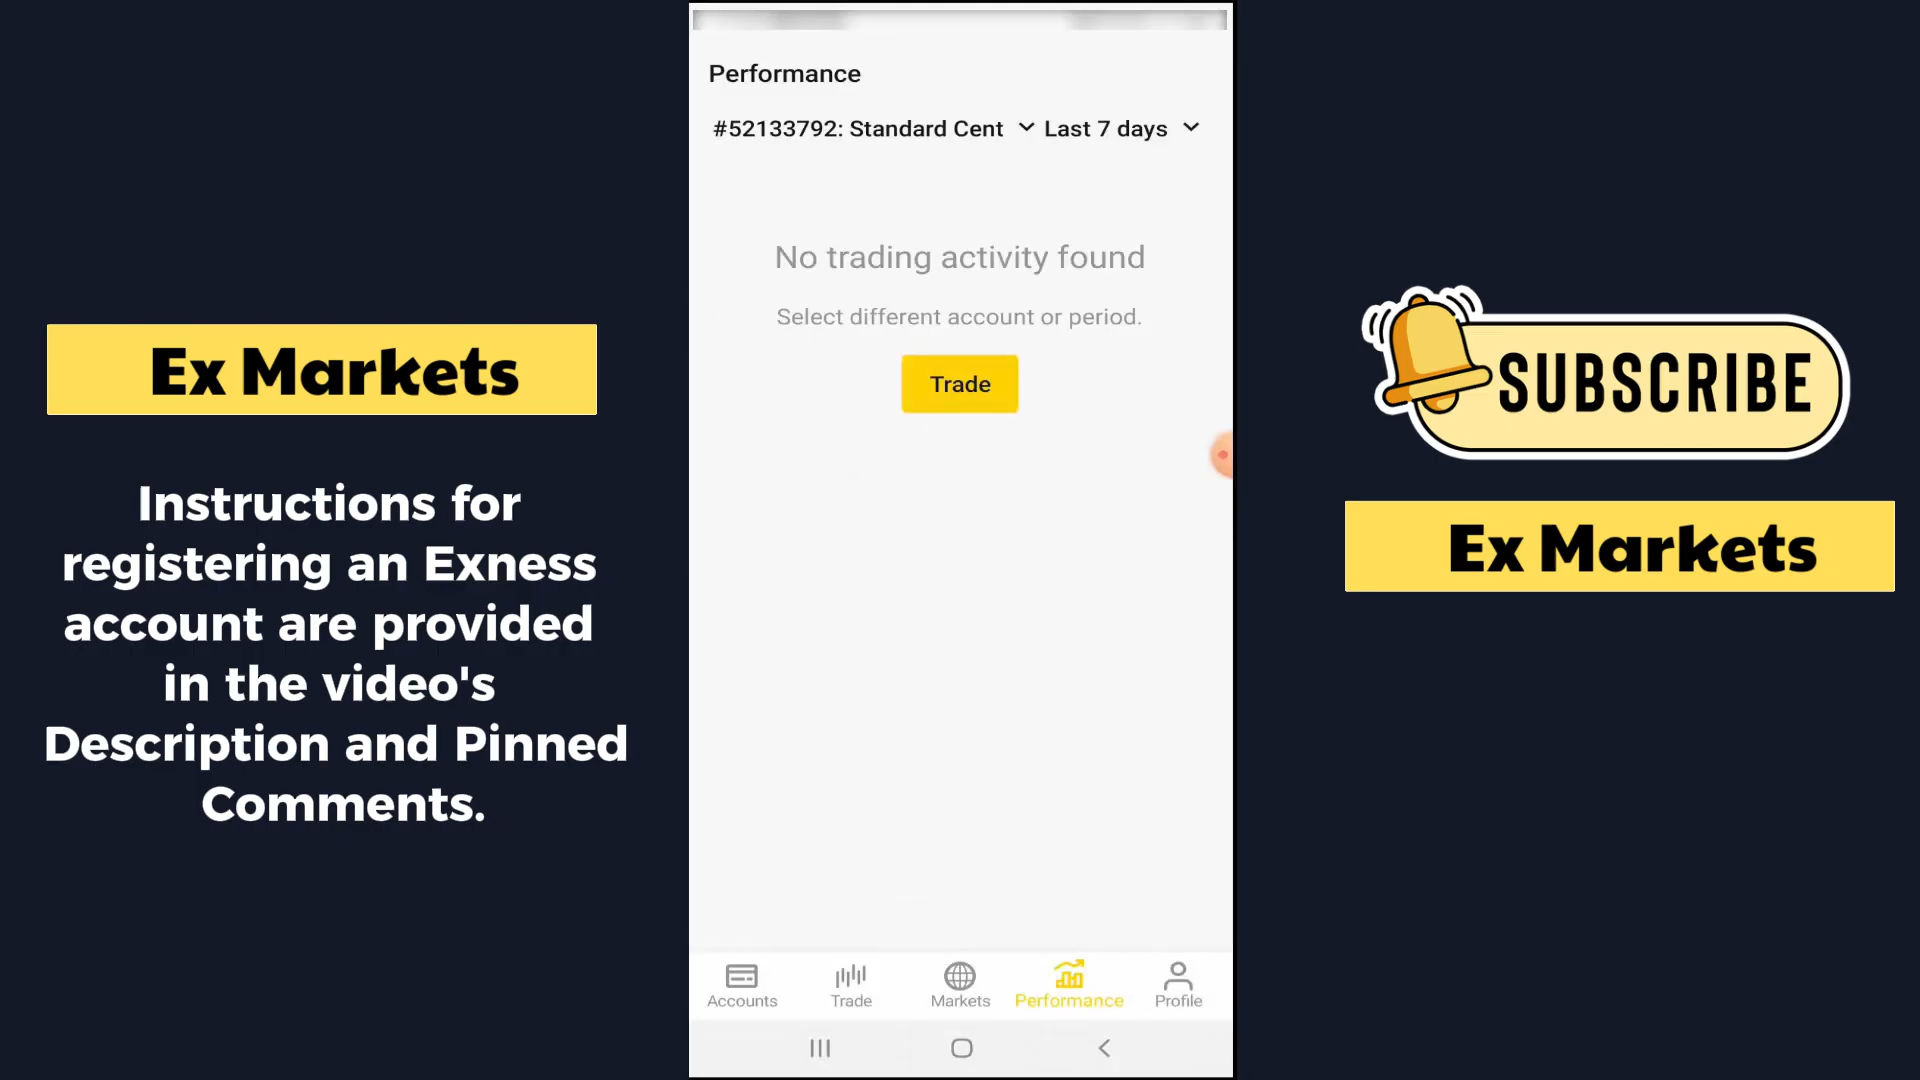 Ex Markets
Instructions for
registering an Exness
account are provided
in the video's
Description and Pinned
Comments.
Performance
#52133792: Standard Cent
Last 7 days
No trading activity found
Select different account or period.
Trade
Accounts
Trade
Markets
Performance
Profile
SUBSCRIBE
Ex Markets